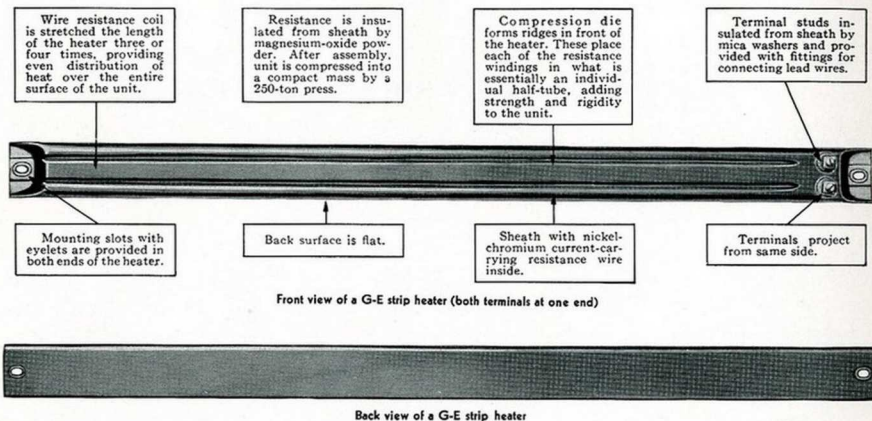 Wire resistance coil
is stretched the length
of the heater three or
four times, providing
even distribution of
heat over the entire
surface of the unit.
Resistance is insu-
lated from sheath by
magnesium-oxide pow-
der. After assembly,
unit is compressed into
a compact mass by a
250-ton press.
Compression die
forms ridges in front of
the heater. These place
each of the resistance
windings in what is
essentially an individ-
ual half-tube, adding
strength and rigidity
to the unit.
Terminal studs in-
sulated from sheath by
mica washers and pro-
vided with fittings for
connecting lead wires.
Mounting slots with
eyelets are provided in
both ends of the heater.
Back surface is flat.
Sheath with nickel-
chromium current-car-
rying resistance wire
inside.
Terminals project
from same side.
Front view of a G-E strip heater (both terminals at one end)
Back view of a G-E strip heater